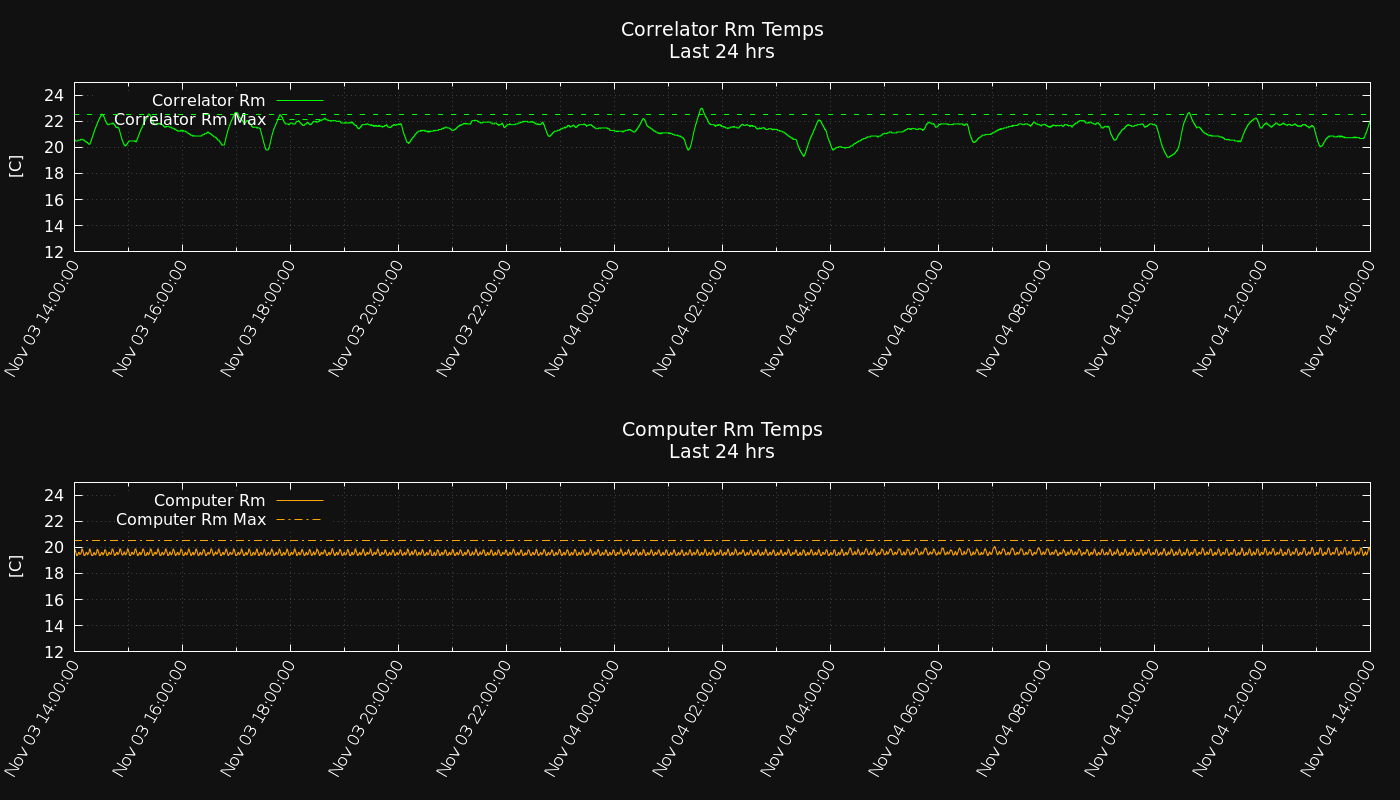 Correlator Rm Temps
Last 24 hrs
24
22
20
18
16
14
12
[C]
Correlator Rm
Correlator Rm Max
Nov 03 14:00:00
Nov 03 16:00:00
Nov 03 18:00:00
Nov 03 20:00:00
Nov 03 22:00:00
Nov 04 00:00:00
Nov 04 02:00:00
Nov 04 04:00:00
Nov 04 06:00:00
Nov 04 08:00:00
Nov 04 10:00:00
Nov 04 12:00:00
Nov 04 14:00:00
Computer Rm Temps
Last 24 hrs
24
22
20
18
16
14
12
[C]
Computer Rm
Computer Rm Max
Nov 03 14:00:00
Nov 03 16:00:00
Nov 03 18:00:00
Nov 03 20:00:00
Nov 03 22:00:00
Nov 04 00:00:00
Nov 04 02:00:00
Nov 04 04:00:00
Nov 04 06:00:00
Nov 04 08:00:00
Nov 04 10:00:00
Nov 04 12:00:00
Nov 04 14:00:00